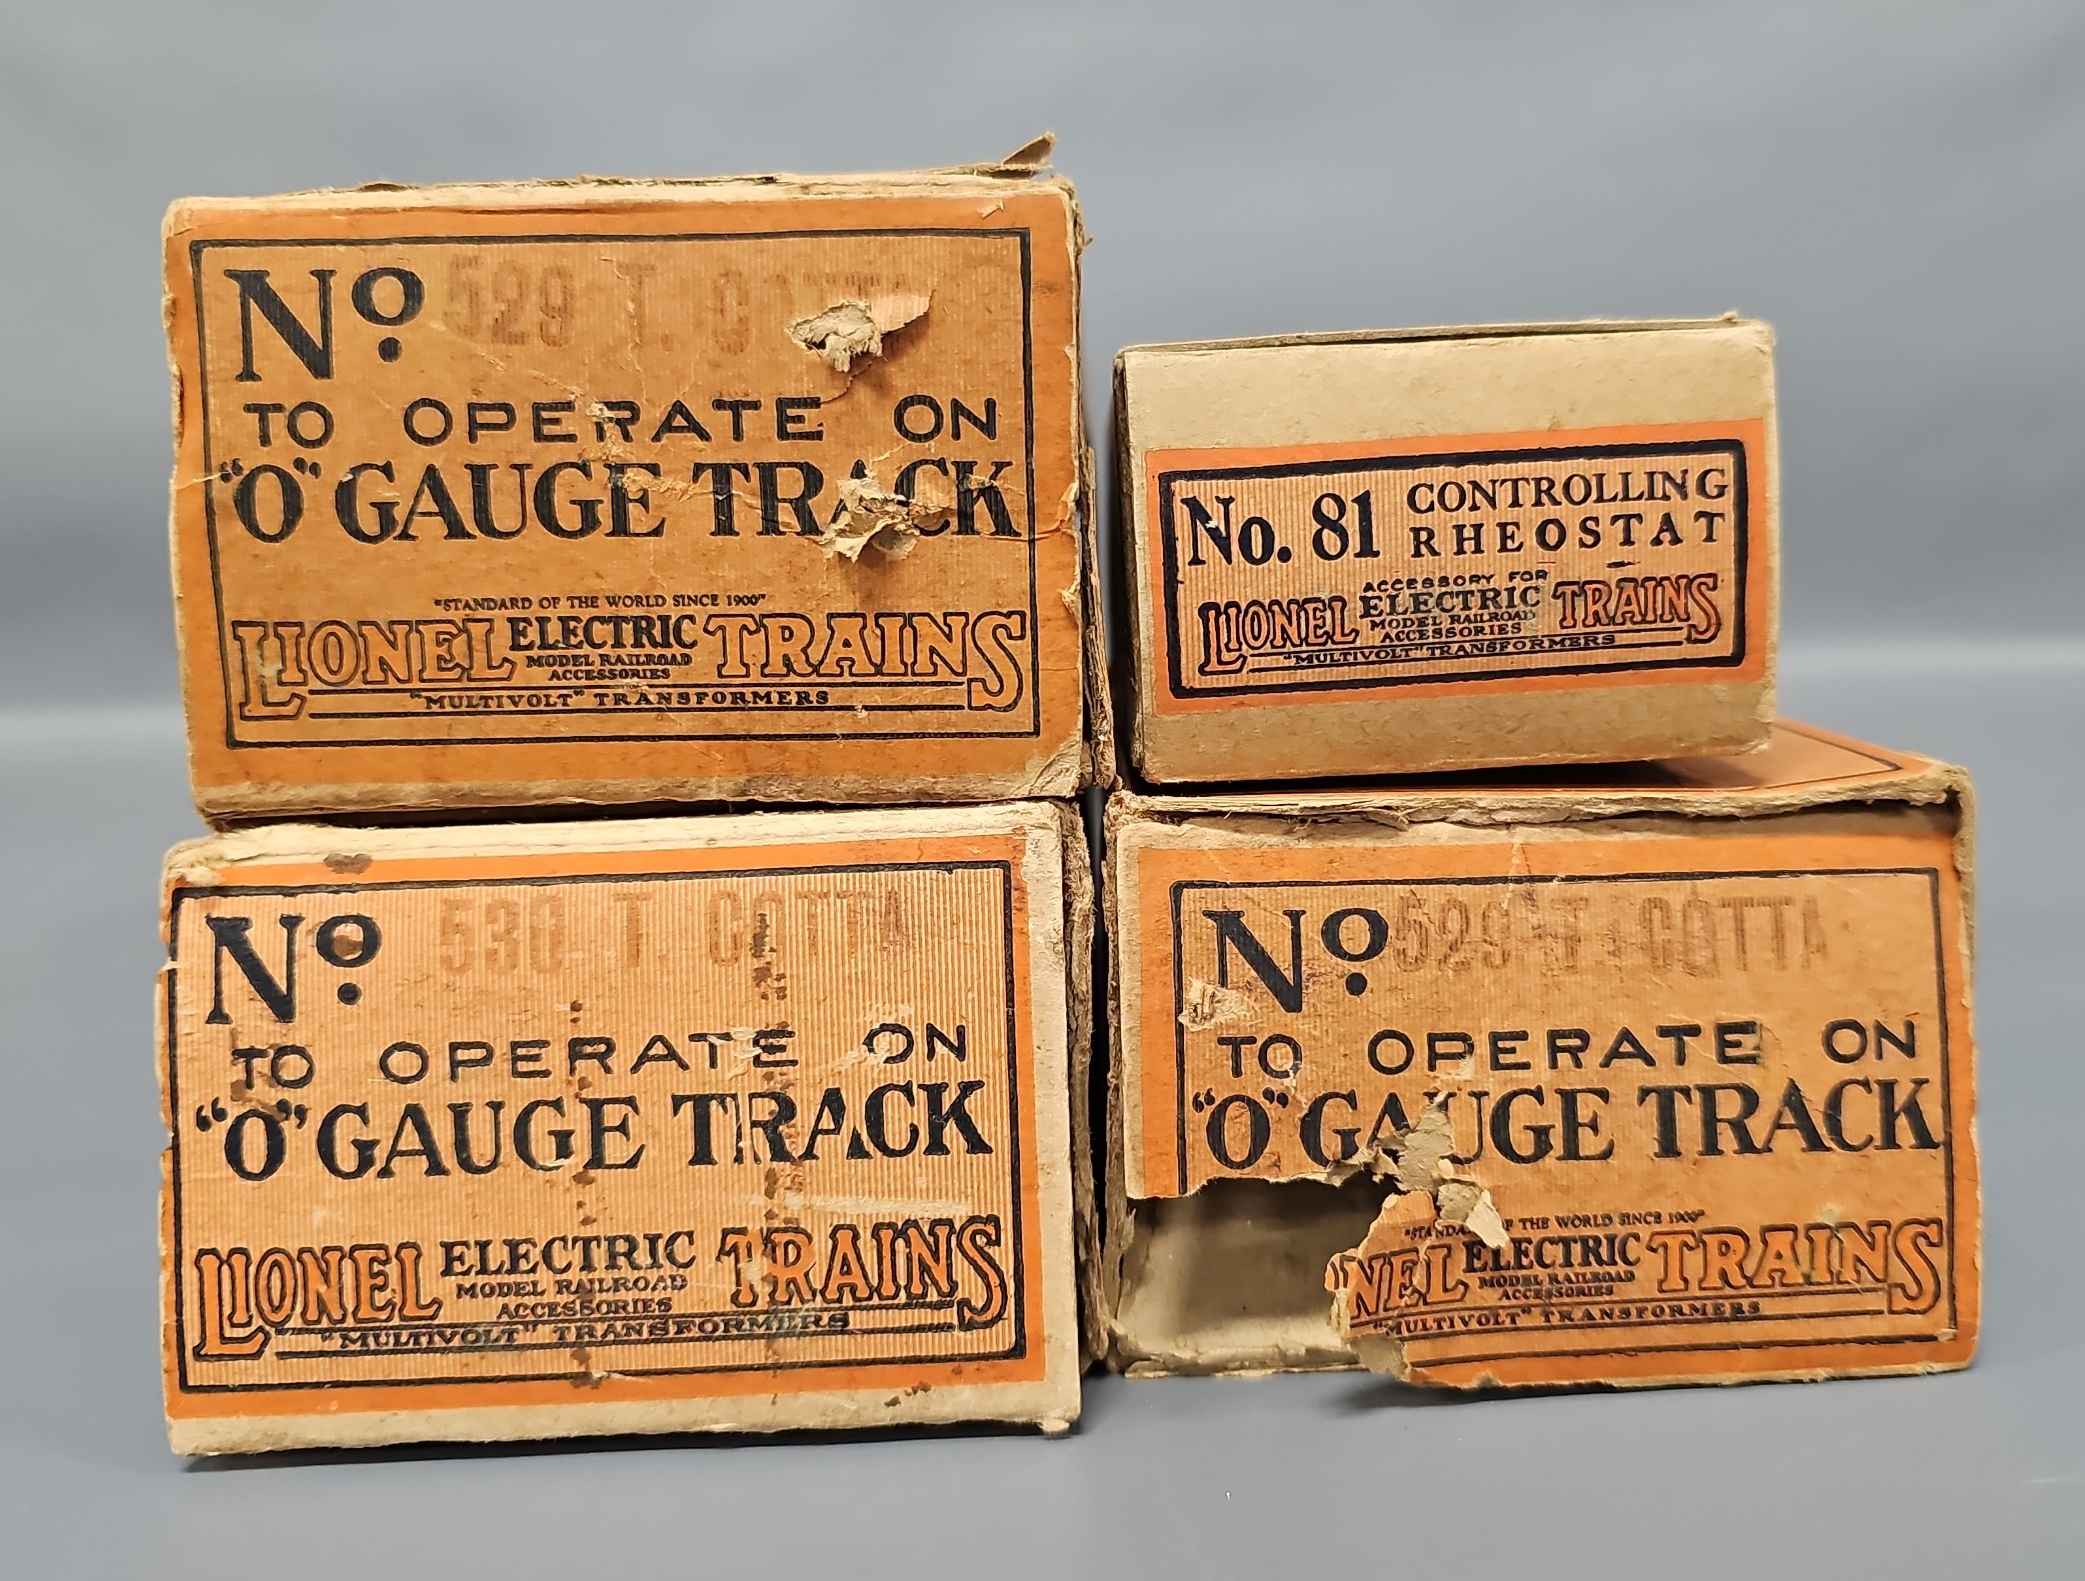 No 529 T. COTTA
TO OPERATE ON
"O" GAUGE TRACK
"STANDARD OF THE WORLD SINCE 1900"
LIONEL ELECTRIC TRAINS
MODEL RAILROAD
ACCESSORIES
"MULTIVOLT" TRANSFORMERS
No. 81 CONTROLLING
RHEOSTAT
ACCESSORY FOR
LIONEL ELECTRIC TRAINS
MODEL RAILROAD
ACCESSORIES
"MULTIVOLT" TRANSFORMERS
No 530 T. COTTA
TO OPERATE ON
"O" GAUGE TRACK
LIONEL ELECTRIC TRAINS
MODEL RAILROAD
ACCESSORIES
"MULTIVOLT" TRANSFORMERS
No 529 T. COTTA
TO OPERATE ON
"O" GAUGE TRACK
"STANDA F THE WORLD SINCE 1900"
NEL ELECTRIC TRAINS
MODEL RAILROAD
ACCESSORIES
"MULTIVOLT" TRANSFORMERS